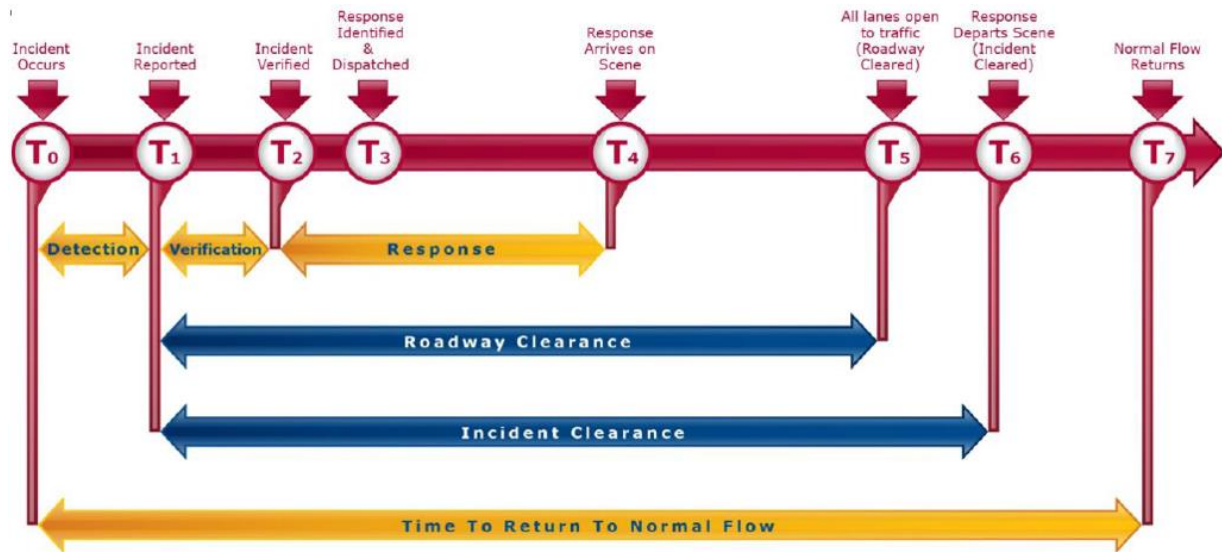 Incident
Occurs
Incident
Reported
Incident
Verified
Response
Identified
&
Dispatched
Response
Arrives on
Scene
All lanes open
to traffic
(Roadway
Cleared)
Response
Departs Scene
(Incident
Cleared)
Normal Flow
Returns
T0
T1
T2
T3
T4
T5
T6
T7
Detection
Verification
Response
Roadway Clearance
Incident Clearance
Time To Return To Normal Flow